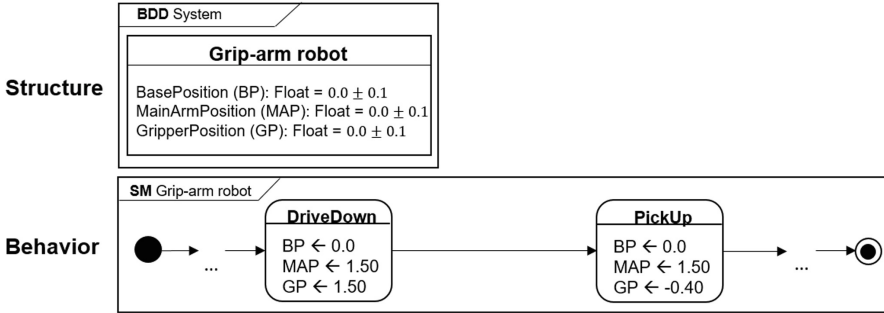 BDD System
Grip-arm robot
Structure
BasePosition (BP): Float = 0.0 ± 0.1
MainArmPosition (MAP): Float = 0.0 ± 0.1
GripperPosition (GP): Float = 0.0 ± 0.1
SM Grip-arm robot
Behavior
...
DriveDown
BP ← 0.0
MAP ← 1.50
GP ← 1.50
PickUp
BP ← 0.0
MAP ← 1.50
GP ← -0.40
...